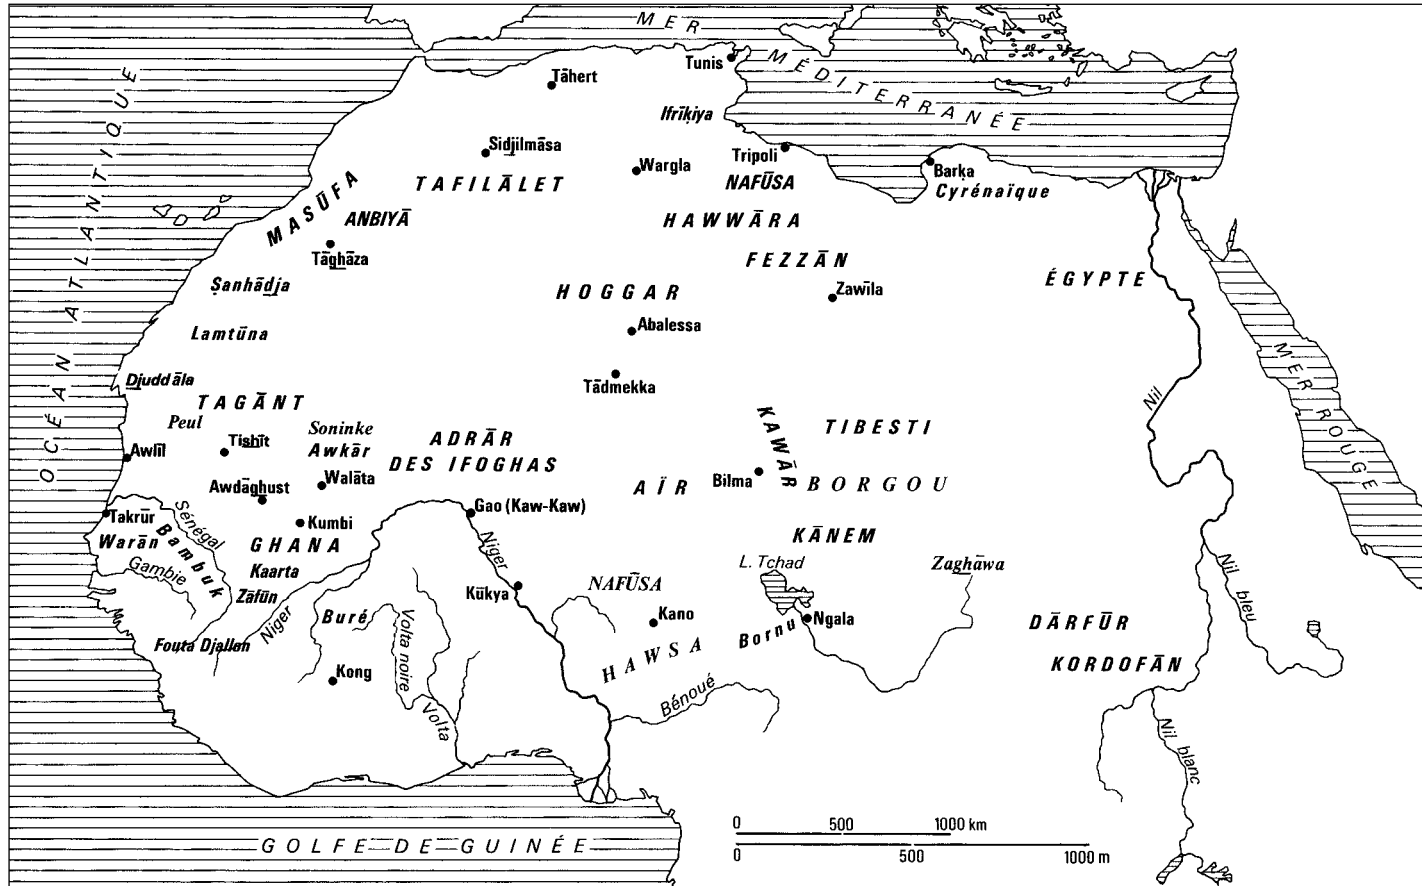 MER
MÉDITERRANÉE
OCÉAN ATLANTIQUE
Tunis
Tāhert
Ifrīḳiya
Sidjilmāsa
Tripoli
Wargla
Barḳa
TAFILĀLET
NAFŪSA
Cyrénaïque
MASŪFA
ANBIYĀ
HAWWĀRA
Tāghāza
FEZZĀN
ÉGYPTE
Ṣanhādja
HOGGAR
Zawīla
Lamtūna
Abalessa
MER ROUGE
Djuddāla
Tādmekka
Nil
TAGĀNT
Peul
Soninke
KAWĀR
TIBESTI
Tishīt
Awkār
ADRĀR
DES IFOGHAS
Awlīl
Walāta
Bilma
BORGOU
Awdāghust
AÏR
Takrūr
Sénégal
Kumbi
Gao (Kaw-Kaw)
Warān
Bambuk
GHANA
Niger
KĀNEM
Gambie
Kaarta
L. Tchad
Zaghāwa
NAFŪSA
Zāfūn
Kūkya
Nil bleu
Niger
Buré
Volta noire
Kano
Bornu
Ngala
DĀRFŪR
Fouta Djallon
HAWSA
KORDOFĀN
Kong
Bénoué
Volta
Nil blanc
0 500 1000 km
0 500 1000 m
GOLFE DE GUINÉE